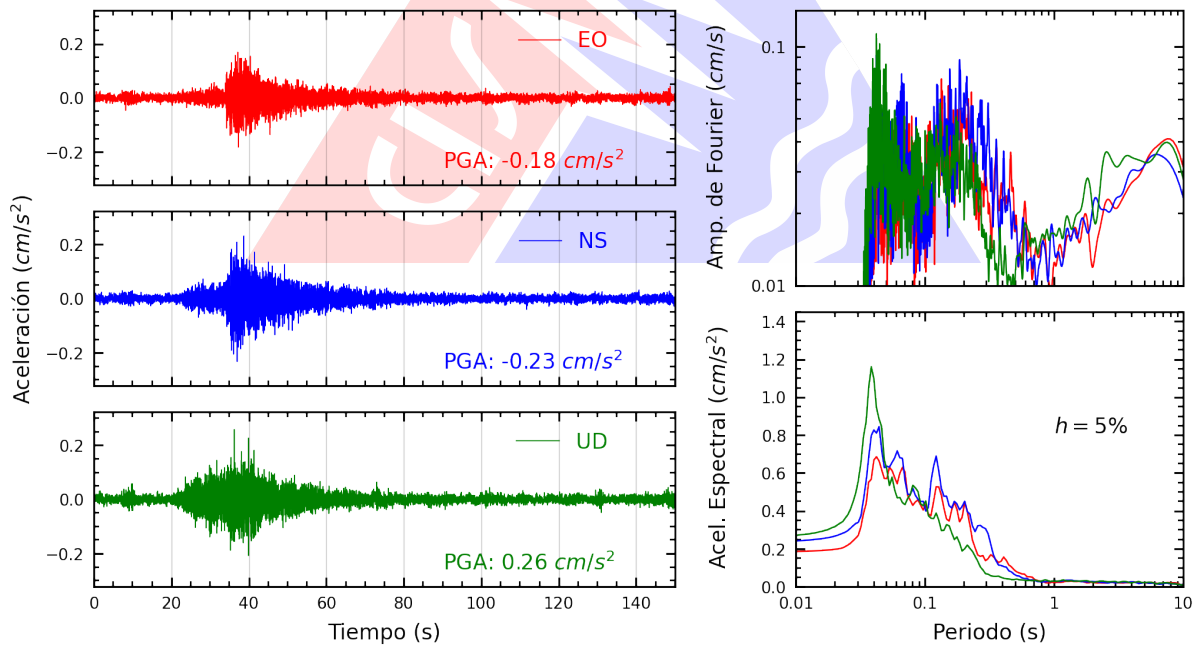 Aceleración (cm/s²)
0.2
0.0
−0.2
EO
PGA: -0.18 cm/s²
0.2
0.0
−0.2
NS
PGA: -0.23 cm/s²
0.2
0.0
−0.2
UD
PGA: 0.26 cm/s²
0 20 40 60 80 100 120 140
Tiempo (s)
Amp. de Fourier (cm/s)
0.1
0.01
Acel. Espectral (cm/s²)
1.4
1.2
1.0
0.8
0.6
0.4
0.2
0.0
h = 5%
0.01 0.1 1 10
Periodo (s)